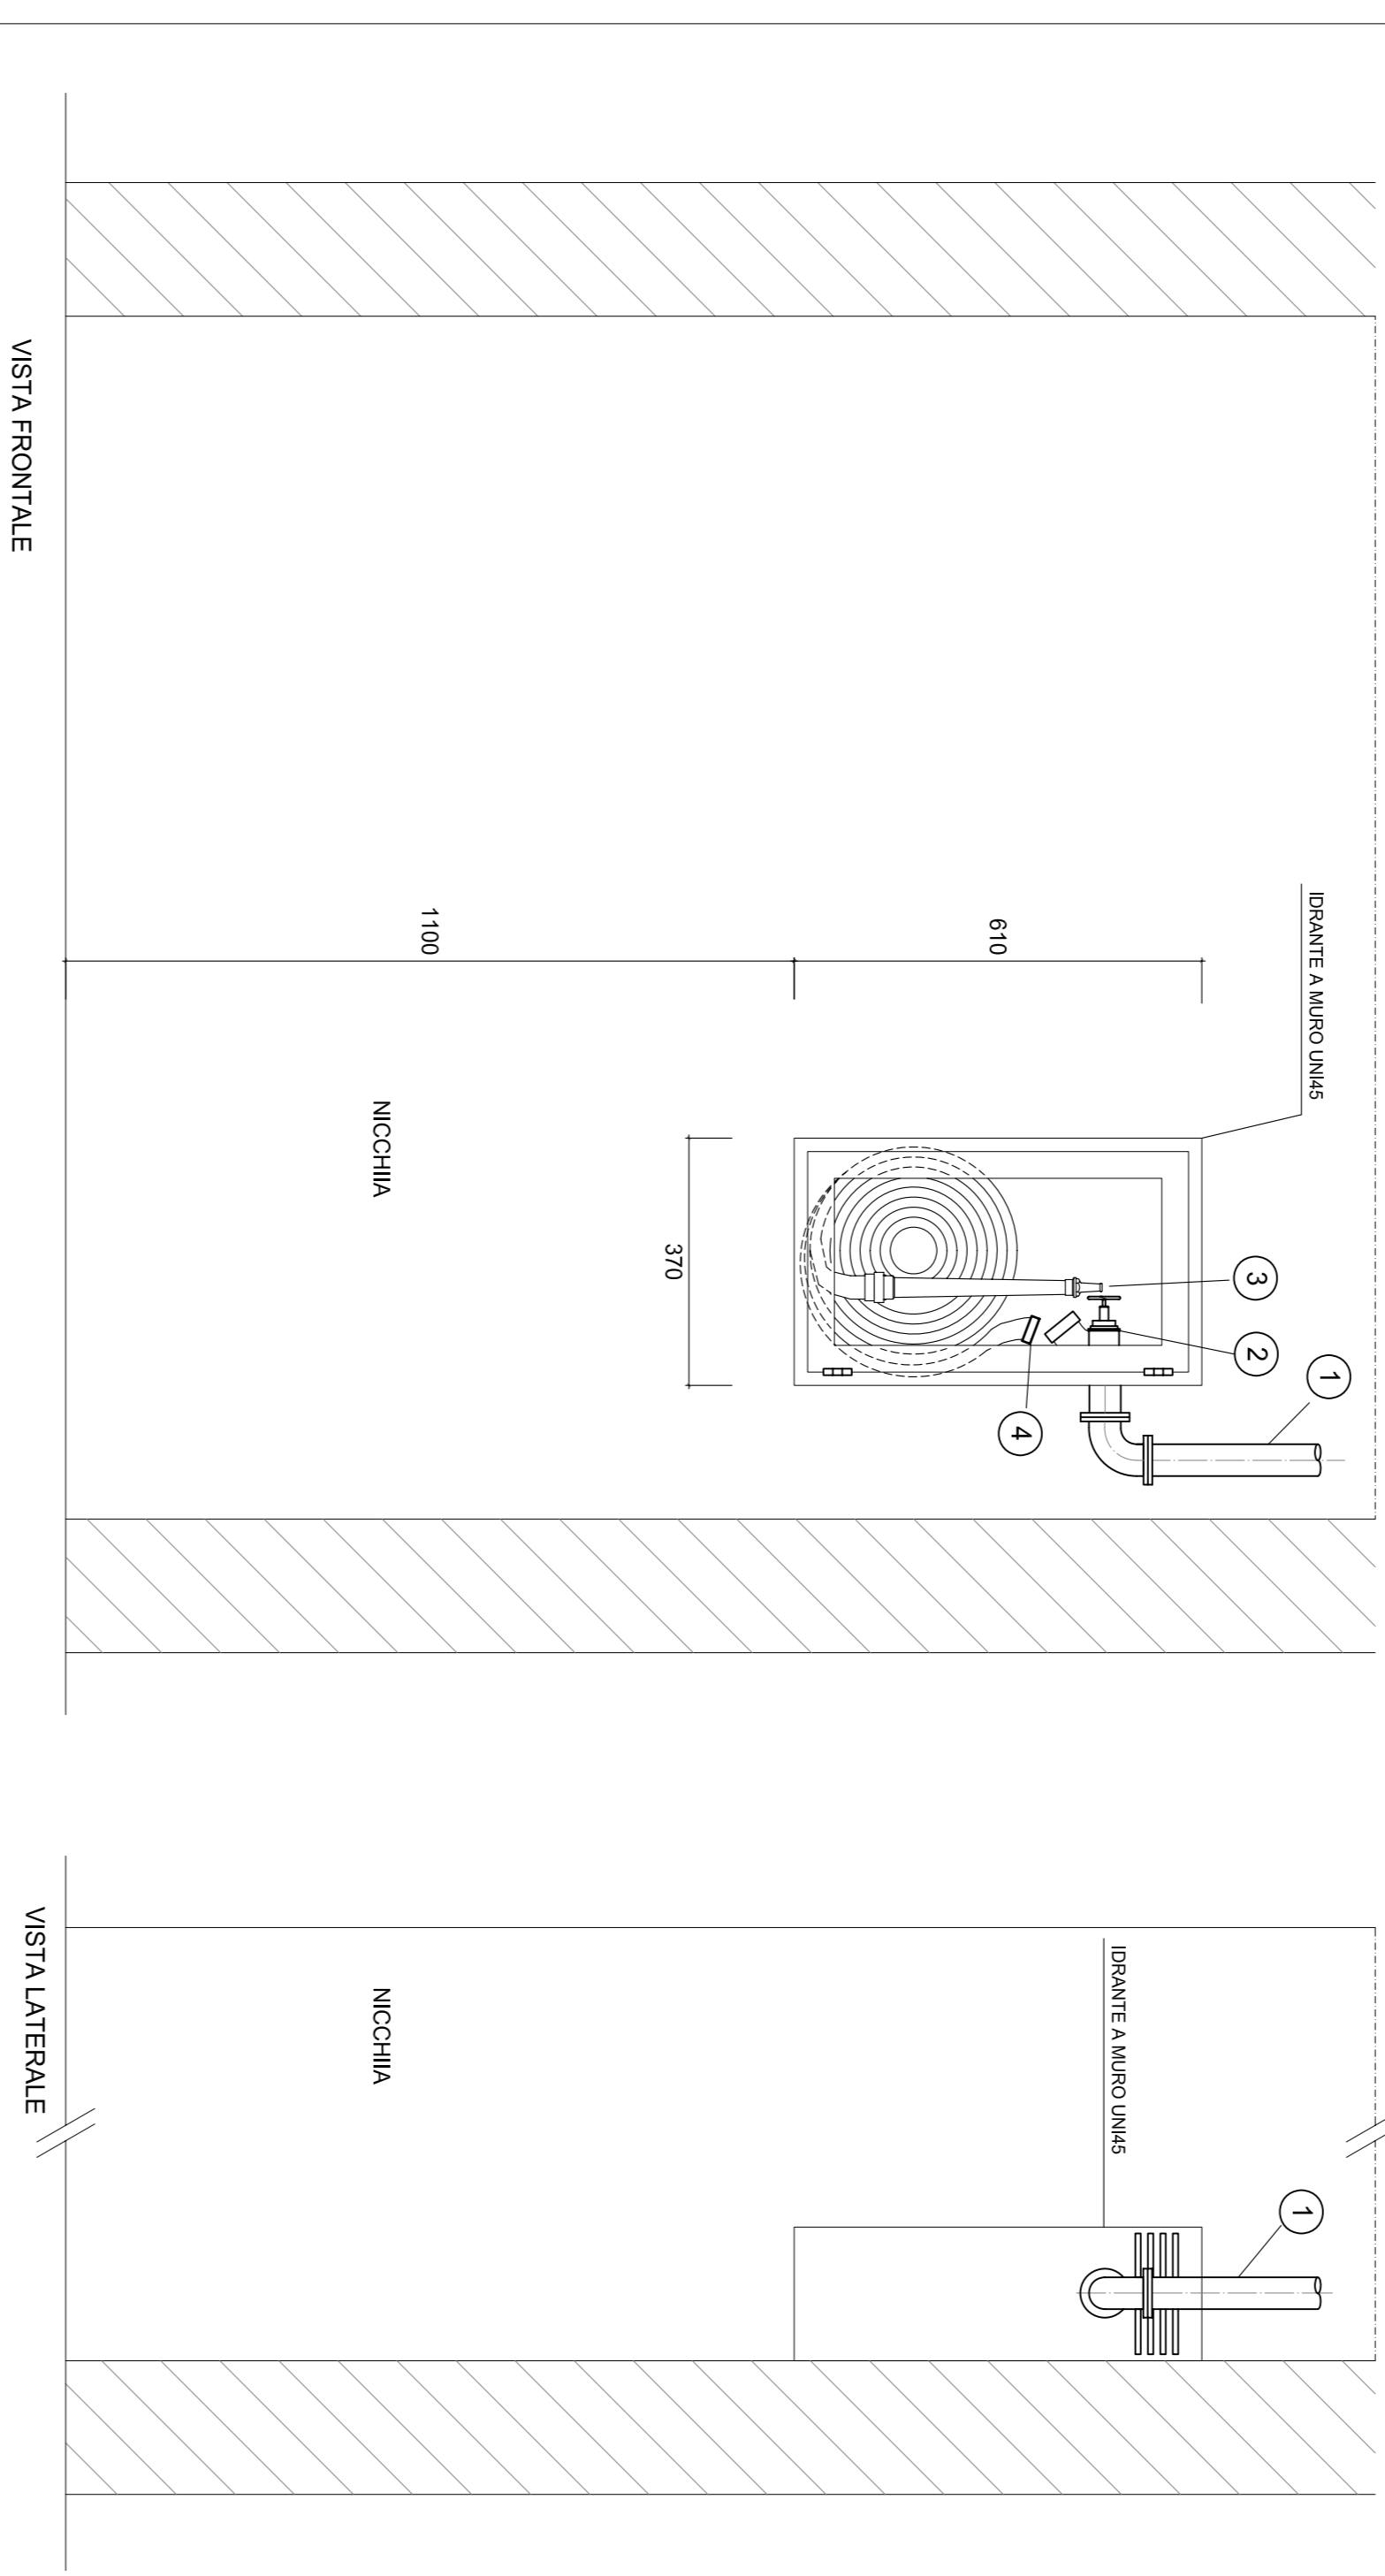 IDRANTE A MURO UNI45
3
2
1
4
610
1100
370
NICCHIIA
VISTA FRONTALE
IDRANTE A MURO UNI45
1
NICCHIIA
VISTA LATERALE